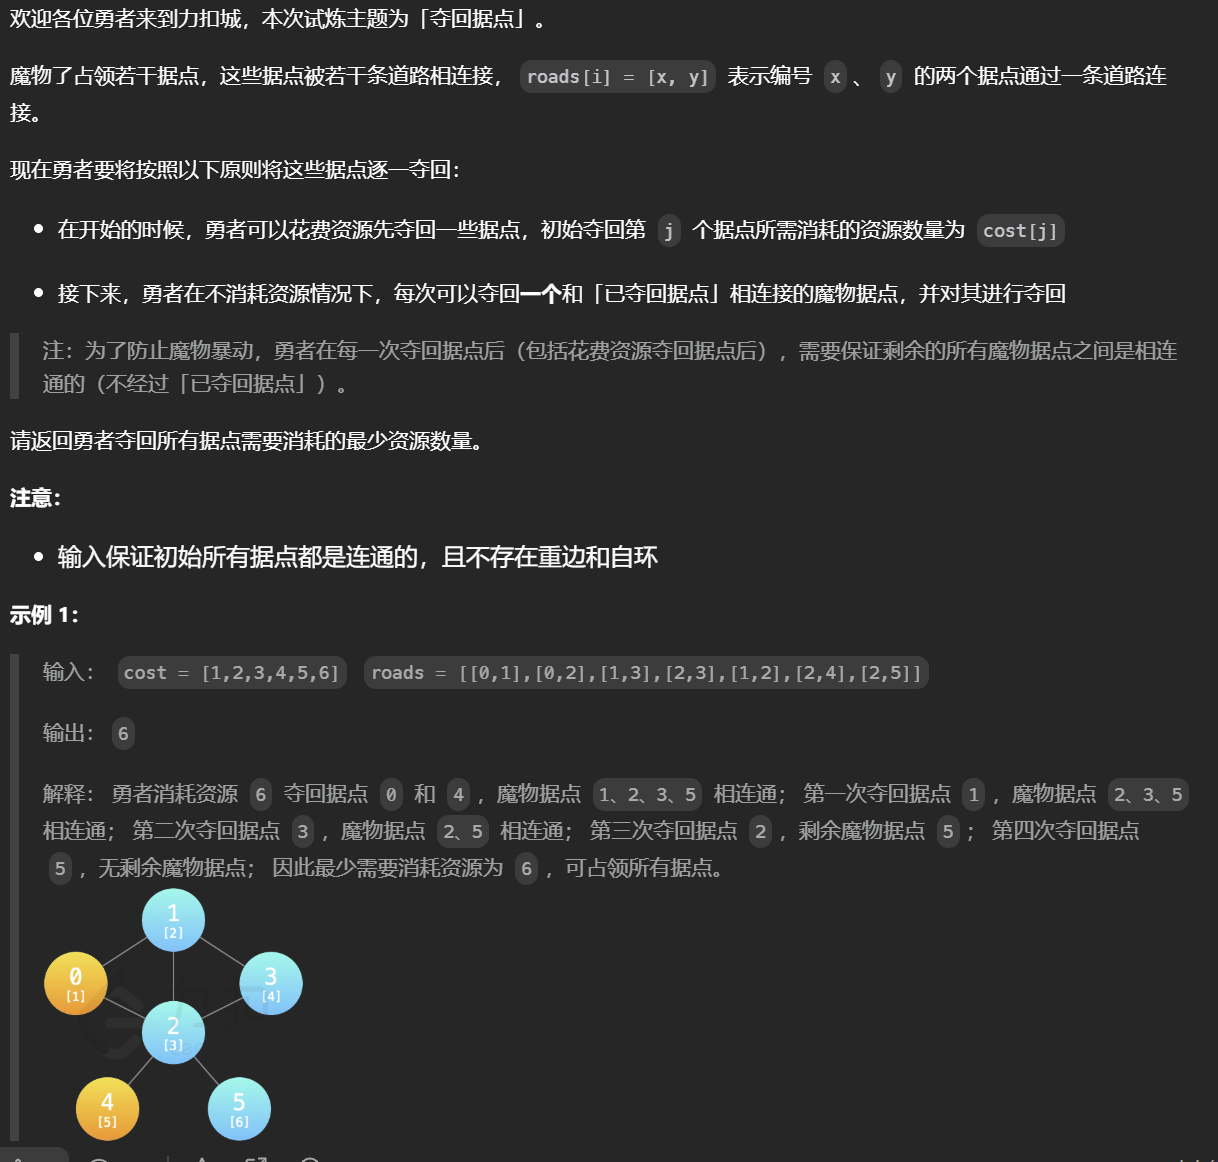 欢迎各位勇者来到力扣城，本次试炼主题为「夺回据点」。
魔物了占领若干据点，这些据点被若干条道路相连接， roads[i] = [x, y] 表示编号 x 、 y 的两个据点通过一条道路连
接。
现在勇者要将按照以下原则将这些据点逐一夺回：
• 在开始的时候，勇者可以花费资源先夺回一些据点，初始夺回第 j 个据点所需消耗的资源数量为 cost[j]
• 接下来，勇者在不消耗资源情况下，每次可以夺回一个和「已夺回据点」相连接的魔物据点，并对其进行夺回
注：为了防止魔物暴动，勇者在每一次夺回据点后（包括花费资源夺回据点后），需要保证剩余的所有魔物据点之间是相连
通的（不经过「已夺回据点」）。
请返回勇者夺回所有据点需要消耗的最少资源数量。
注意：
• 输入保证初始所有据点都是连通的，且不存在重边和自环
示例 1：
输入： cost = [1,2,3,4,5,6] roads = [[0,1],[0,2],[1,3],[2,3],[1,2],[2,4],[2,5]]
输出： 6
解释： 勇者消耗资源 6 夺回据点 0 和 4 ，魔物据点 1、2、3、5 相连通； 第一次夺回据点 1 ，魔物据点 2、3、5
相连通； 第二次夺回据点 3 ，魔物据点 2、5 相连通； 第三次夺回据点 2 ，剩余魔物据点 5 ； 第四次夺回据点
5 ，无剩余魔物据点； 因此最少需要消耗资源为 6 ，可占领所有据点。
1
[2]
0
[1]
3
[4]
2
[3]
4
[5]
5
[6]